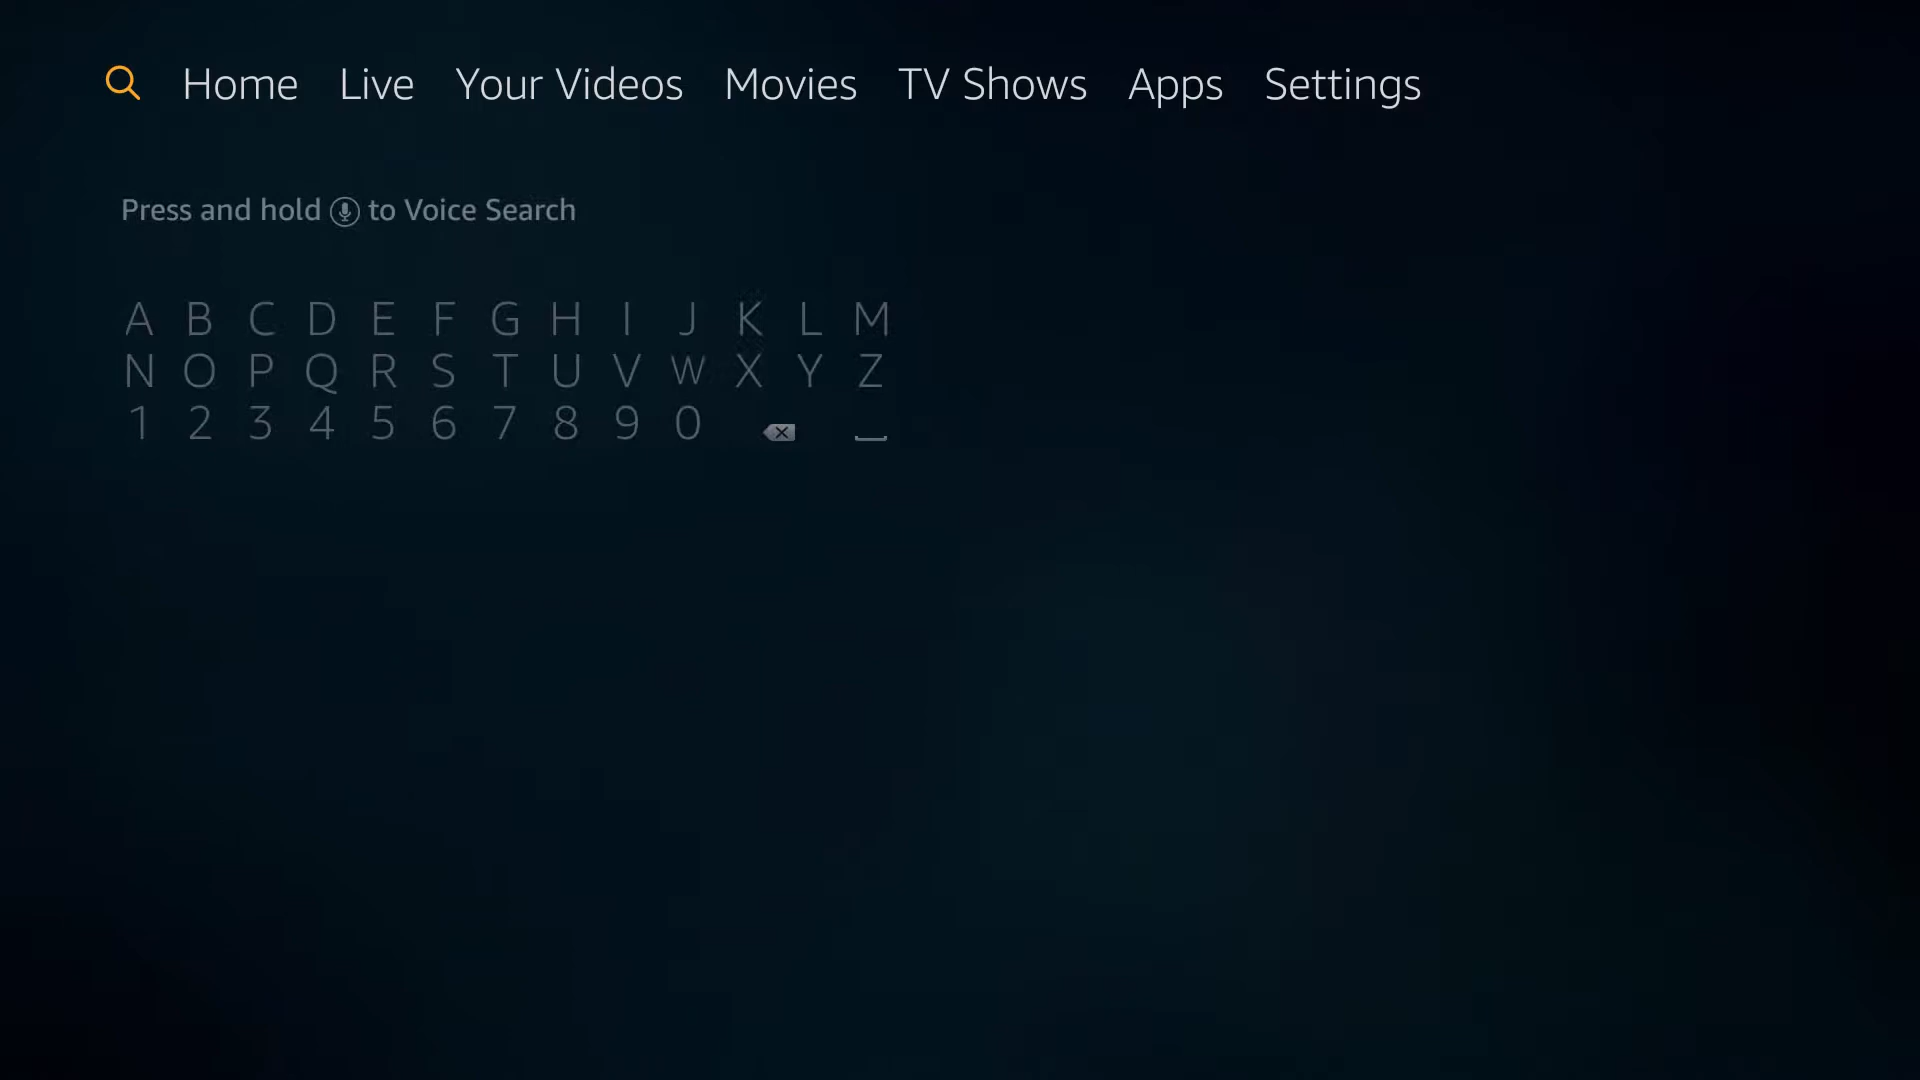 Home Live Your Videos Movies TV Shows Apps Settings
Press and hold to Voice Search
A B C D E F G H I J K L M
N O P Q R S T U V W X Y Z
1 2 3 4 5 6 7 8 9 0